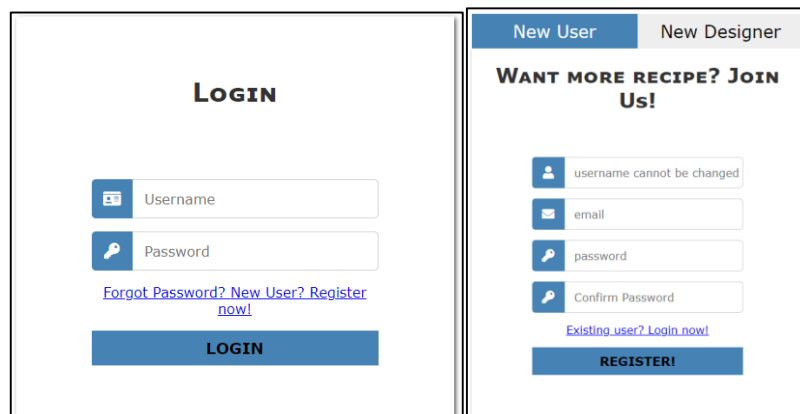 Login
Username
Password
Forgot Password? New User? Register
now!
LOGIN
New User
New Designer
Want more recipe? Join
Us!
username cannot be changed
email
password
Confirm Password
Existing user? Login now!
REGISTER!